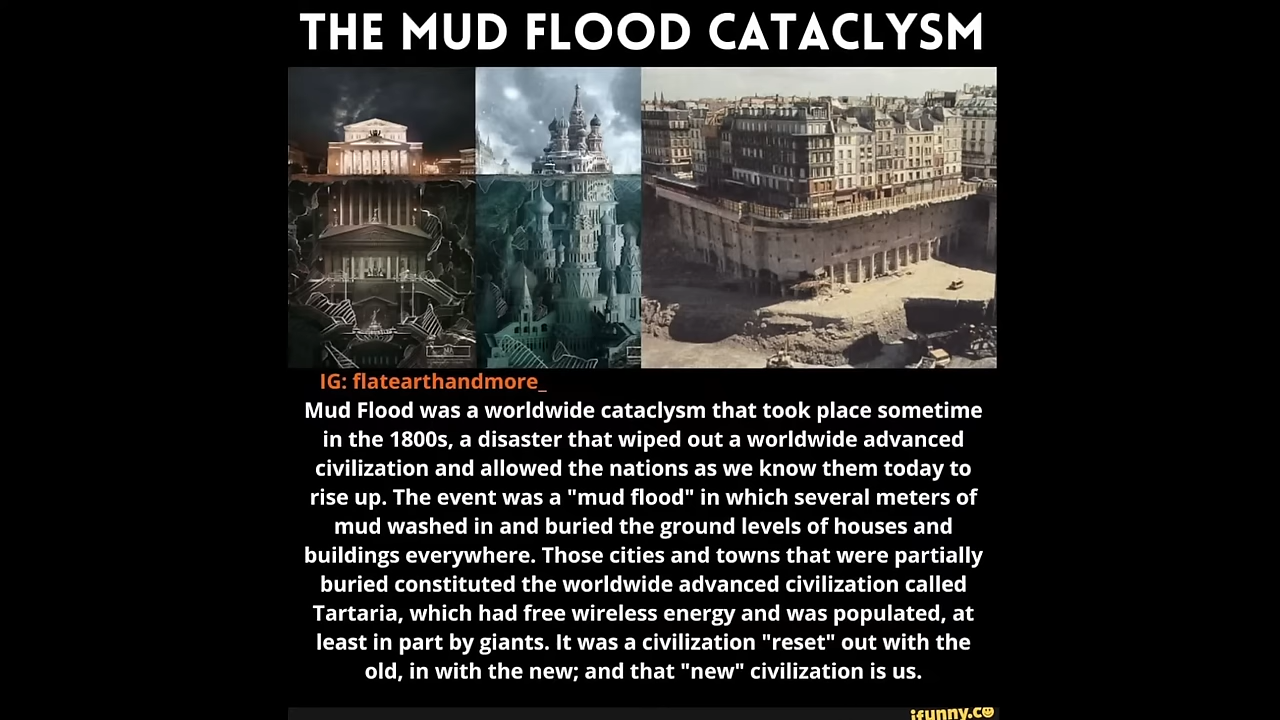 THE MUD FLOOD CATACLYSM
IG: flatearthandmore_
Mud Flood was a worldwide cataclysm that took place sometime
in the 1800s, a disaster that wiped out a worldwide advanced
civilization and allowed the nations as we know them today to
rise up. The event was a "mud flood" in which several meters of
mud washed in and buried the ground levels of houses and
buildings everywhere. Those cities and towns that were partially
buried constituted the worldwide advanced civilization called
Tartaria, which had free wireless energy and was populated, at
least in part by giants. It was a civilization "reset" out with the
old, in with the new; and that "new" civilization is us.
ifunny.co